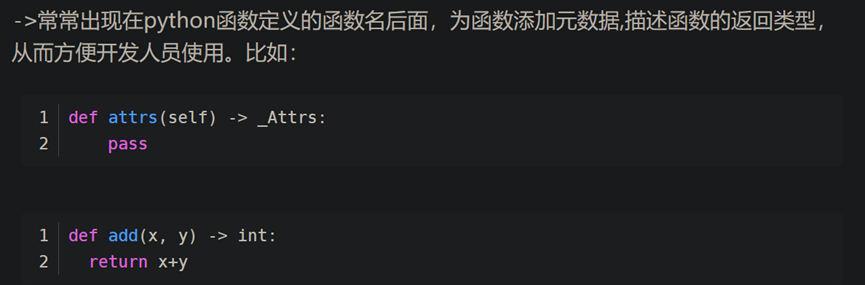 ->常常出现在python函数定义的函数名后面，为函数添加元数据,描述函数的返回类型，
从而方便开发人员使用。比如：
1 def attrs(self) -> _Attrs:
2     pass
1 def add(x, y) -> int:
2   return x+y